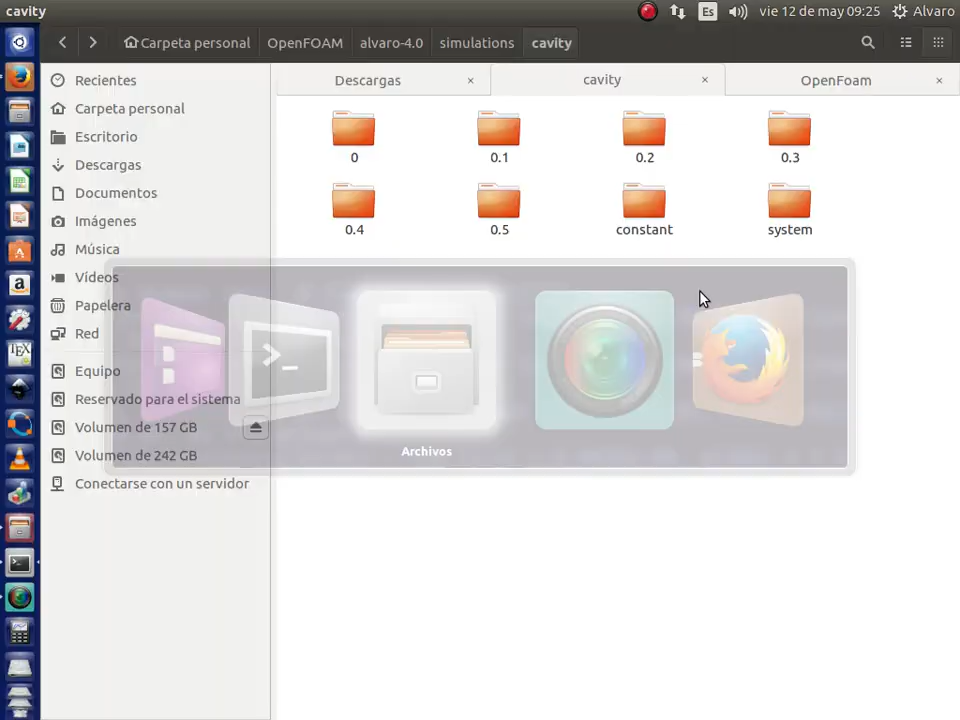 cavity
Es
vie 12 de may 09:25
Alvaro
Carpeta personal
OpenFOAM
alvaro-4.0
simulations
cavity
Descargas ×
cavity ×
OpenFoam ×
Recientes
Carpeta personal
Escritorio
Descargas
Documentos
Imágenes
Música
Vídeos
Papelera
Red
Equipo
Reservado para el sistema
Volumen de 157 GB
Volumen de 242 GB
Conectarse con un servidor
0
0.1
0.2
0.3
0.4
0.5
constant
system
Archivos